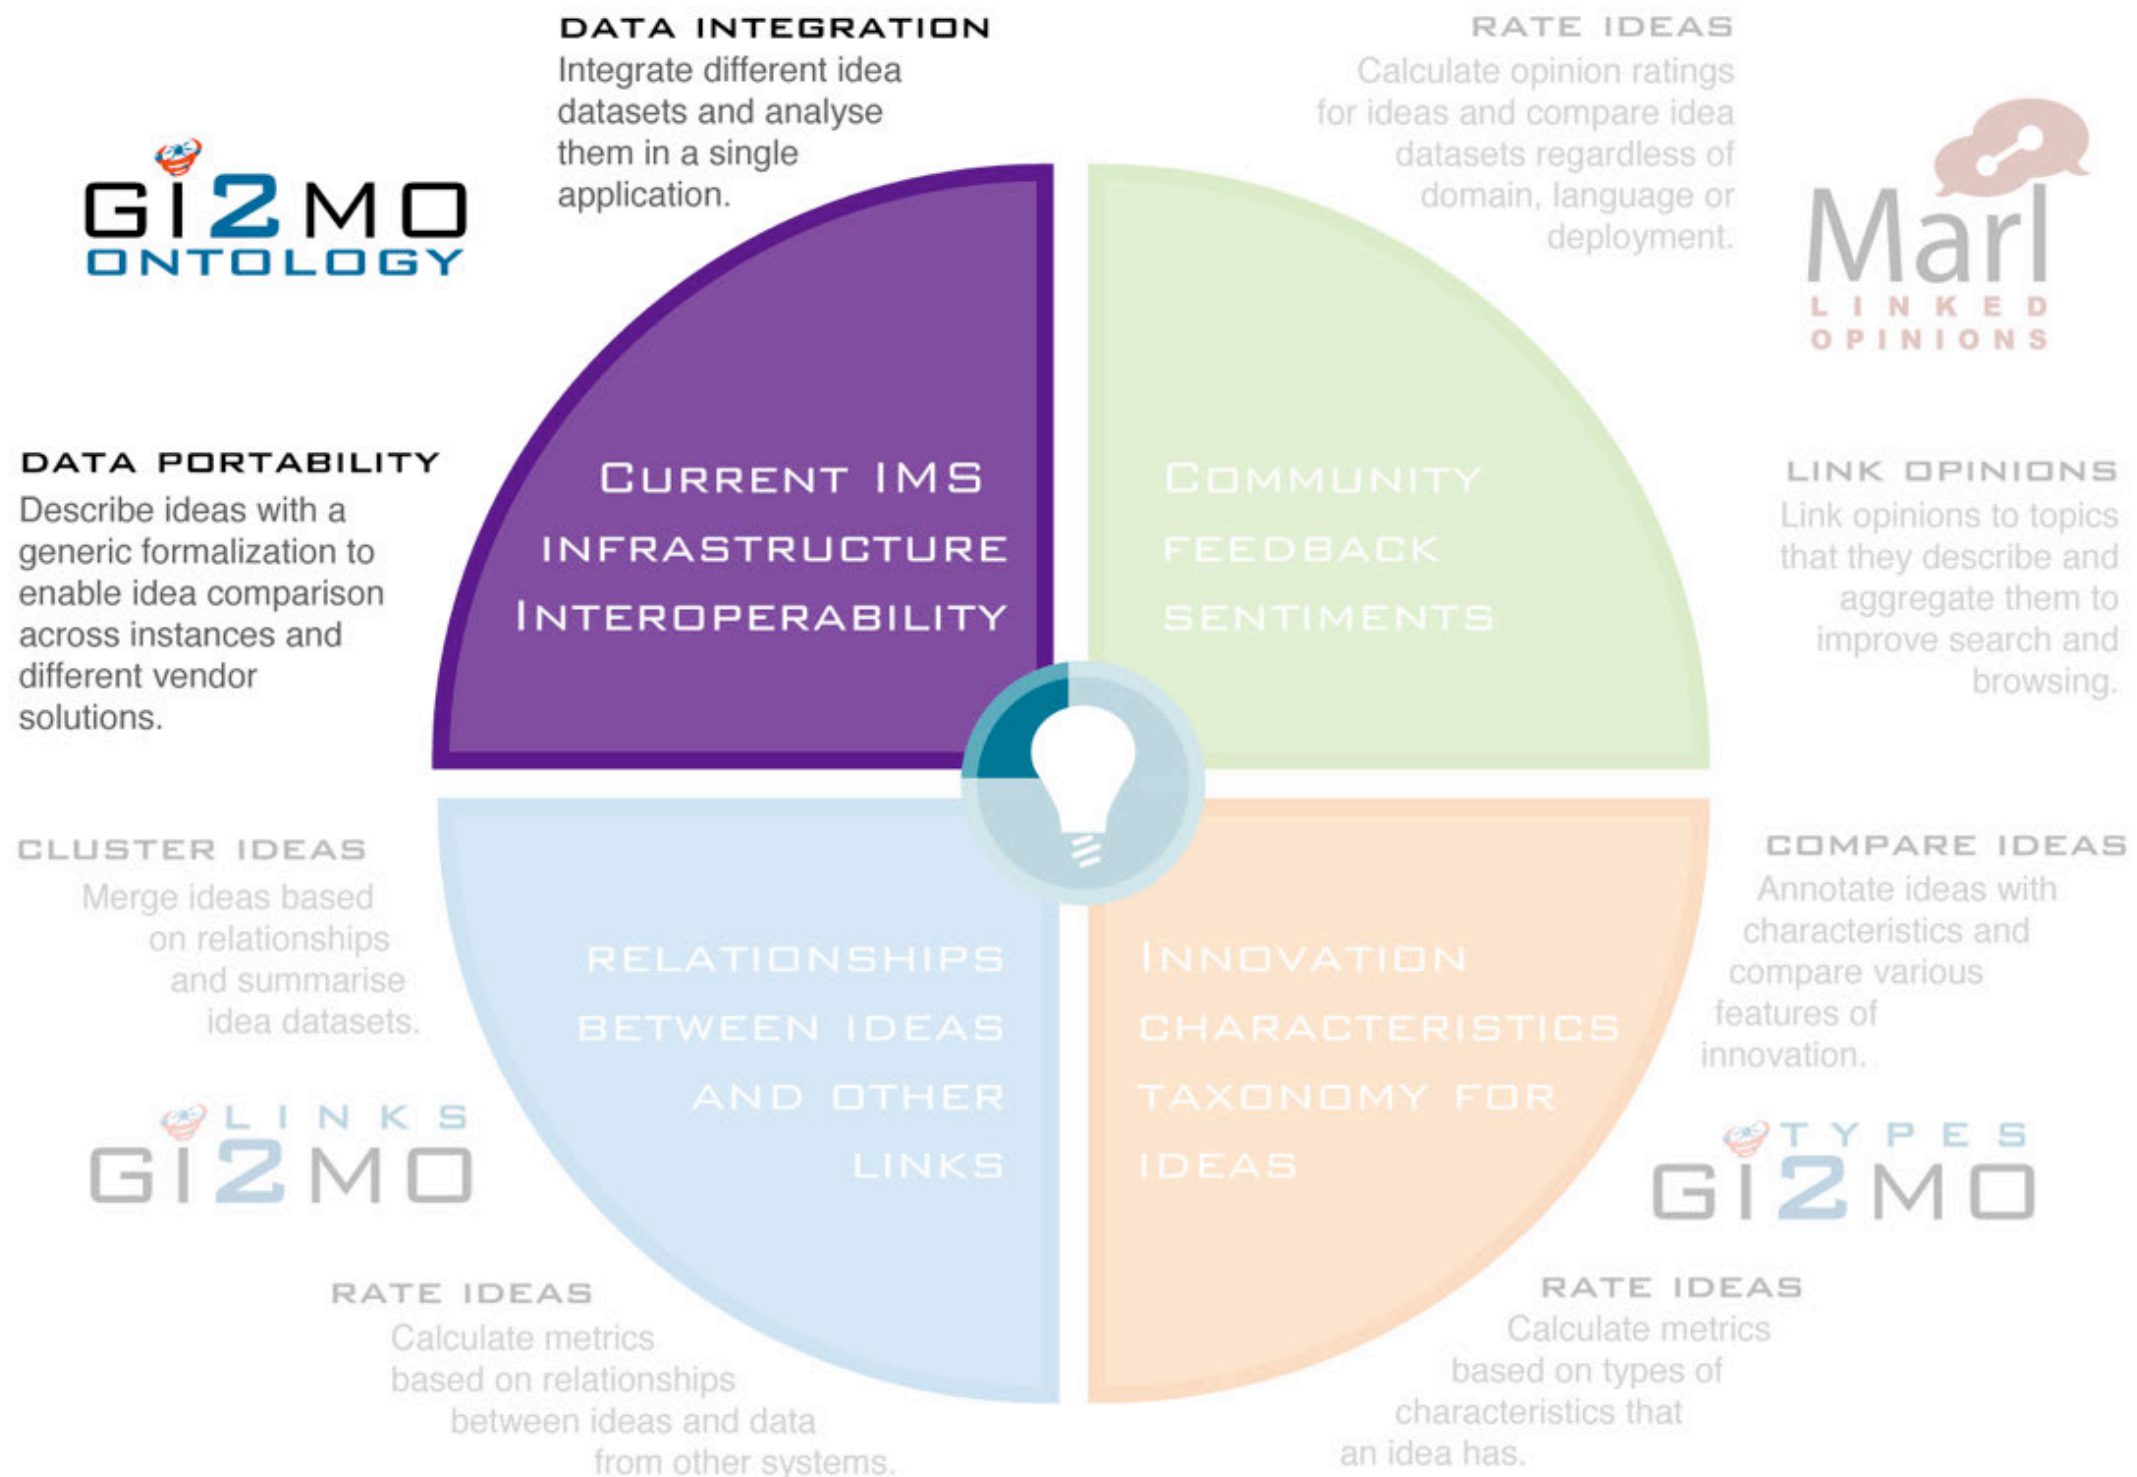 DATA INTEGRATION
Integrate different idea
datasets and analyse
them in a single
application.
GI2MO
ONTOLOGY
DATA PORTABILITY
Describe ideas with a
generic formalization to
enable idea comparison
across instances and
different vendor
solutions.
CURRENT IMS
INFRASTRUCTURE
INTEROPERABILITY
RATE IDEAS
Calculate opinion ratings
for ideas and compare idea
datasets regardless of
domain, language or
deployment.
Marl
LINKED
OPINIONS
LINK OPINIONS
Link opinions to topics
that they describe and
aggregate them to
improve search and
browsing.
COMMUNITY
FEEDBACK
SENTIMENTS
CLUSTER IDEAS
Merge ideas based
on relationships
and summarise
idea datasets.
LINKS
GI2MO
RATE IDEAS
Calculate metrics
based on relationships
between ideas and data
from other systems.
RELATIONSHIPS
BETWEEN IDEAS
AND OTHER
LINKS
INNOVATION
CHARACTERISTICS
TAXONOMY FOR
IDEAS
COMPARE IDEAS
Annotate ideas with
characteristics and
compare various
features of
innovation.
TYPES
GI2MO
RATE IDEAS
Calculate metrics
based on types of
characteristics that
an idea has.